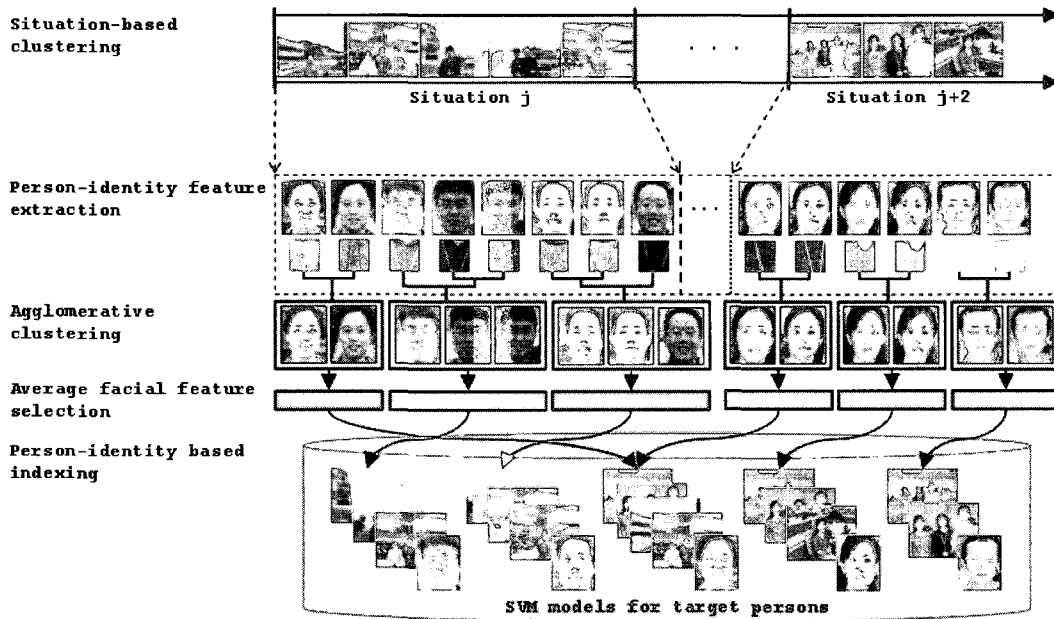 Situation-based
clustering
. . .
Situation j
Situation j+2
Person-identity feature
extraction
...
Agglomerative
clustering
Average facial feature
selection
Person-identity based
indexing
SVM models for target persons